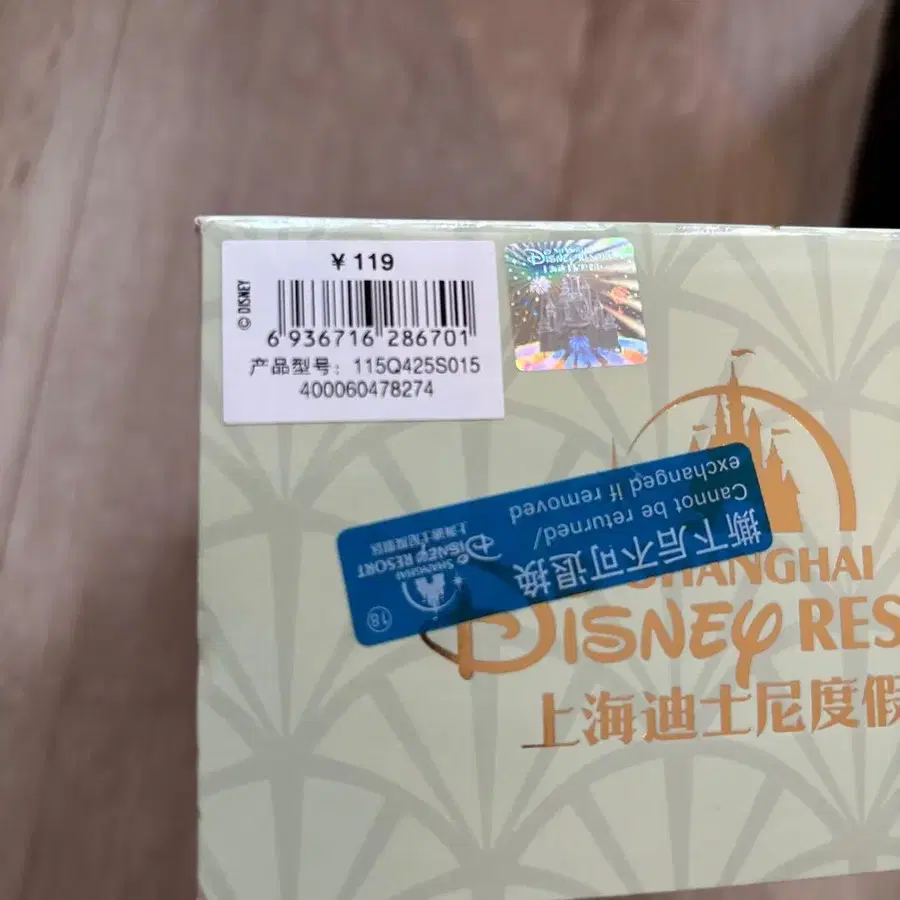 ¥ 119
© DISNEY
6 936716 286701
产品型号: 115Q425S015
400060478274
DISNEY RESORT
撕下后不可退换
Cannot be returned/
exchanged if removed
SHANGHAI
DISNEY RESORT
上海迪士尼度假区
18
SHANGHAI
DISNEY RES
上海迪士尼度假